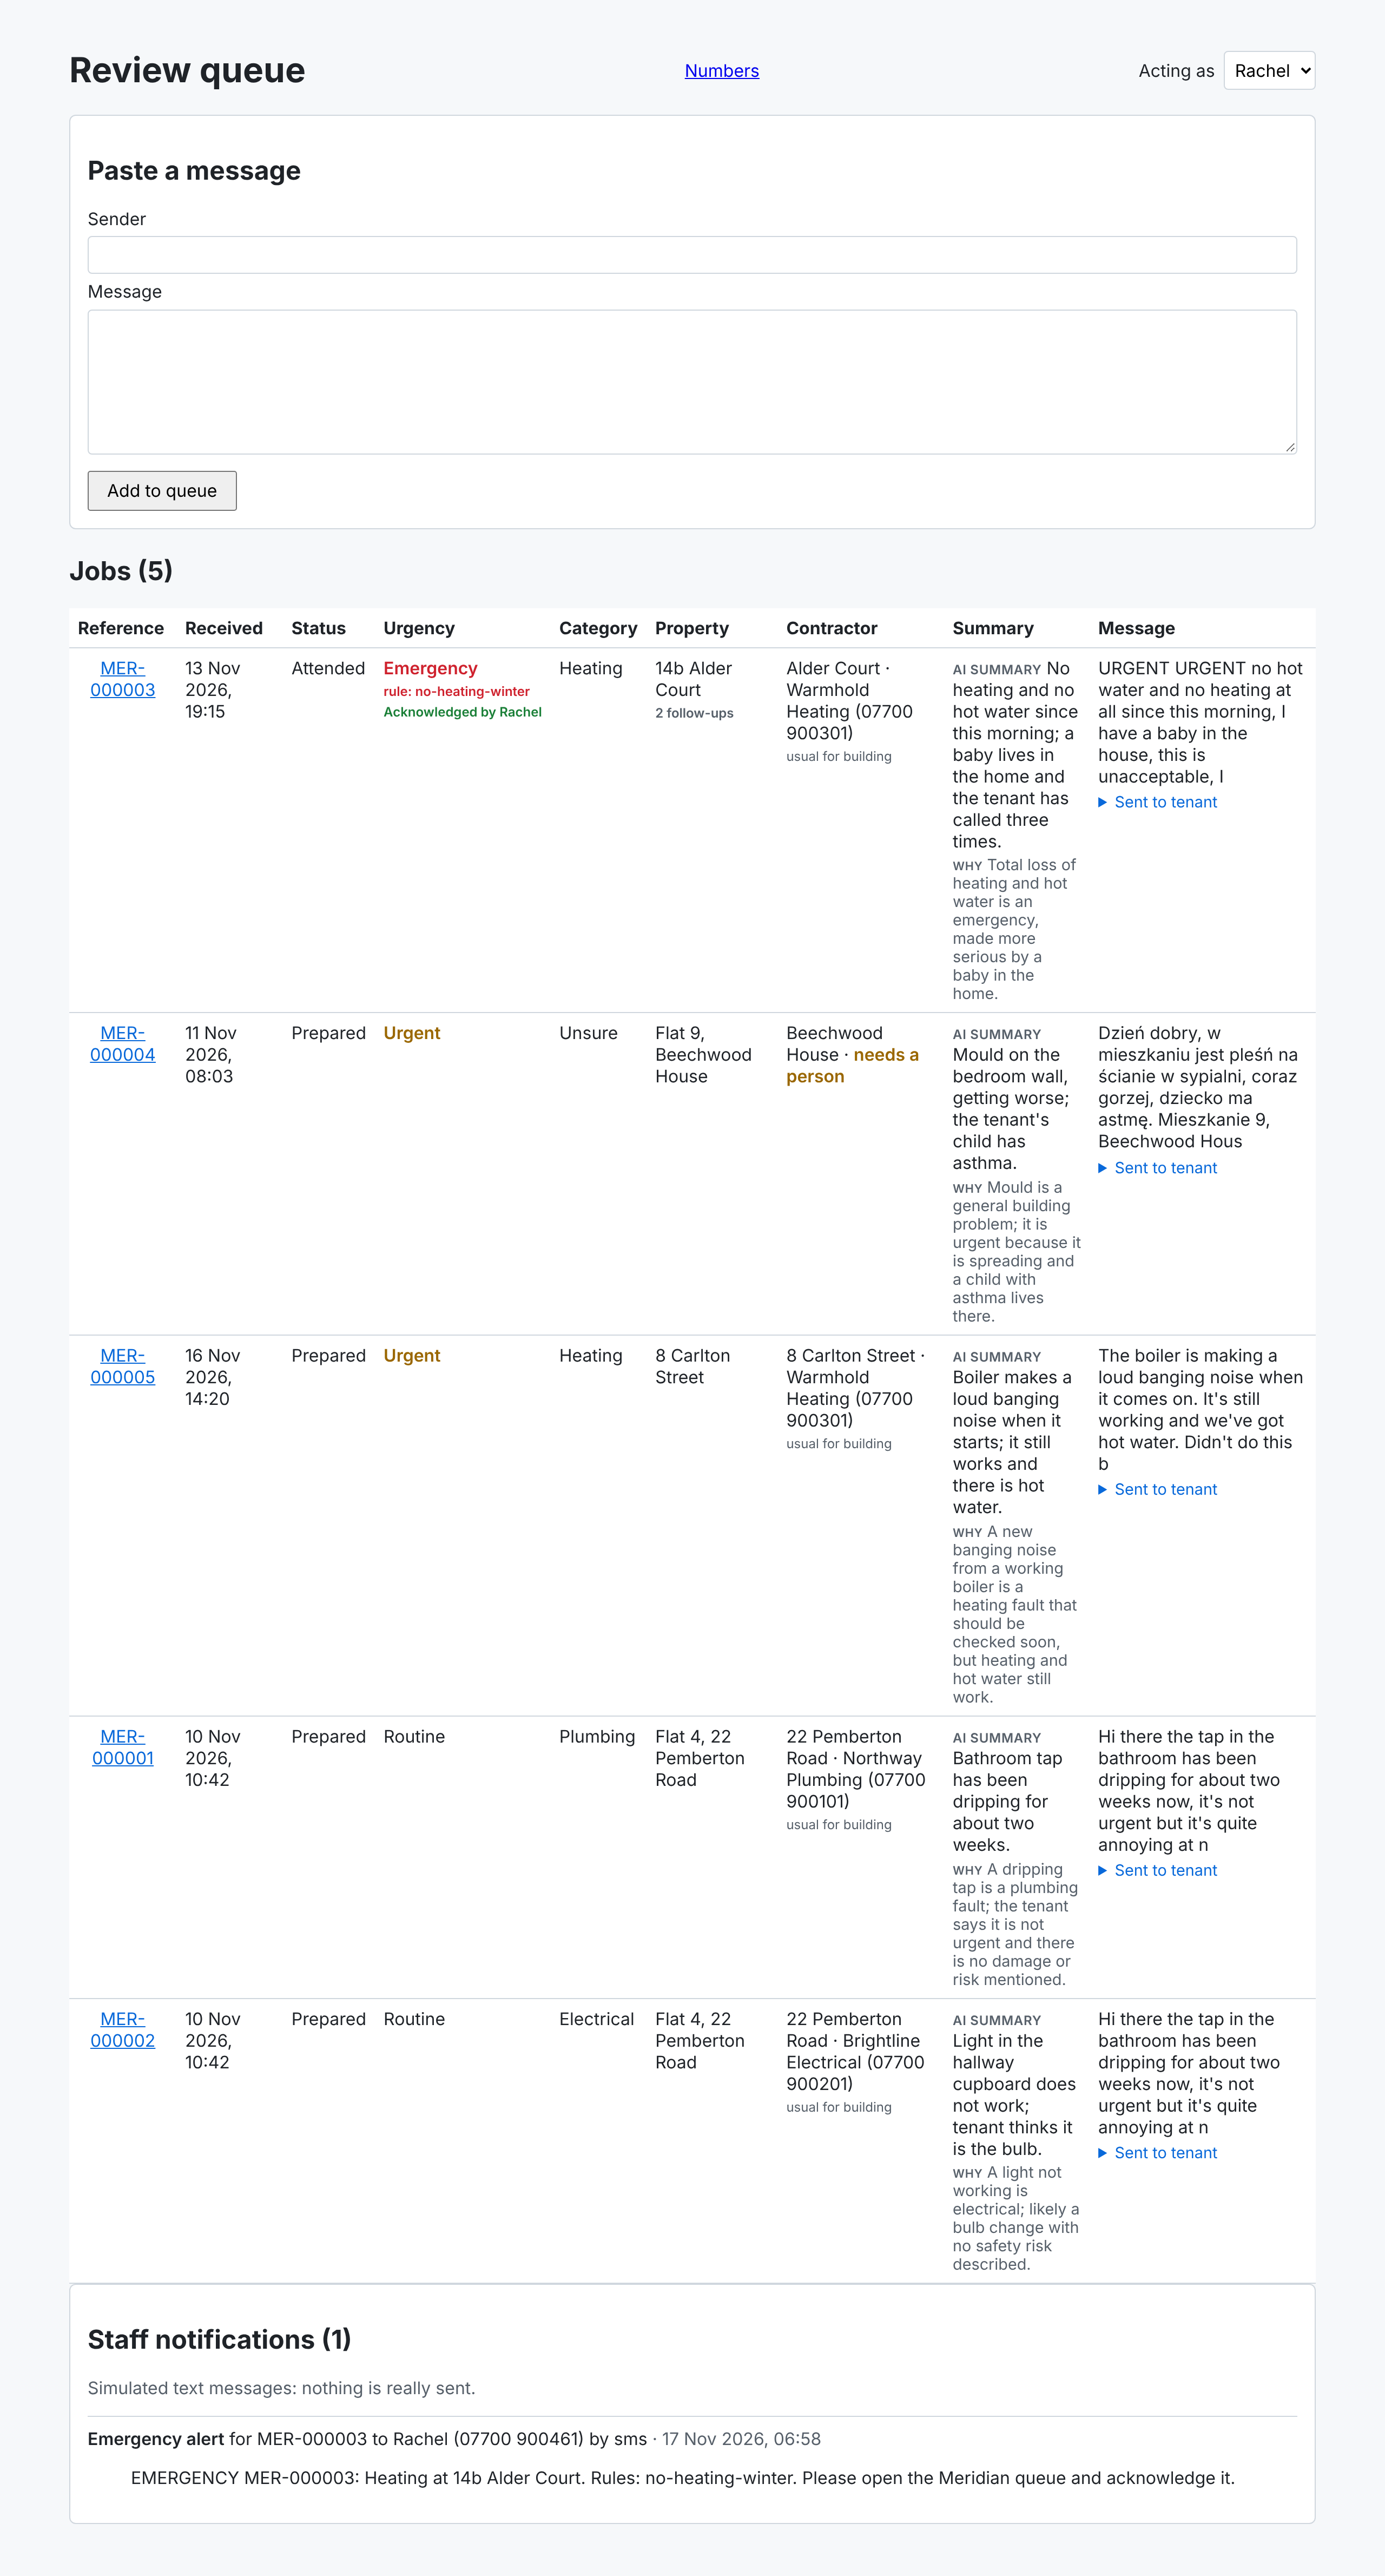 Review queue
Numbers
Acting as Rachel
Paste a message
Sender
Message
Add to queue
Jobs (5)
Reference Received Status Urgency Category Property Contractor Summary Message
MER-
000003
13 Nov
2026,
19:15
Attended
Emergency
rule: no-heating-winter
Acknowledged by Rachel
Heating
14b Alder
Court
2 follow-ups
Alder Court ·
Warmhold
Heating (07700
900301)
usual for building
AI SUMMARY No
heating and no
hot water since
this morning; a
baby lives in
the home and
the tenant has
called three
times.
WHY Total loss of
heating and hot
water is an
emergency,
made more
serious by a
baby in the
home.
URGENT URGENT no hot
water and no heating at
all since this morning, I
have a baby in the
house, this is
unacceptable, I
▶ Sent to tenant
MER-
000004
11 Nov
2026,
08:03
Prepared
Urgent
Unsure
Flat 9,
Beechwood
House
Beechwood
House · needs a
person
AI SUMMARY
Mould on the
bedroom wall,
getting worse;
the tenant's
child has
asthma.
WHY Mould is a
general building
problem; it is
urgent because it
is spreading and
a child with
asthma lives
there.
Dzień dobry, w
mieszkaniu jest pleśń na
ścianie w sypialni, coraz
gorzej, dziecko ma
astmę. Mieszkanie 9,
Beechwood Hous
▶ Sent to tenant
MER-
000005
16 Nov
2026,
14:20
Prepared
Urgent
Heating
8 Carlton
Street
8 Carlton Street ·
Warmhold
Heating (07700
900301)
usual for building
AI SUMMARY
Boiler makes a
loud banging
noise when it
starts; it still
works and
there is hot
water.
WHY A new
banging noise
from a working
boiler is a
heating fault that
should be
checked soon,
but heating and
hot water still
work.
The boiler is making a
loud banging noise when
it comes on. It's still
working and we've got
hot water. Didn't do this
b
▶ Sent to tenant
MER-
000001
10 Nov
2026,
10:42
Prepared
Routine
Plumbing
Flat 4, 22
Pemberton
Road
22 Pemberton
Road · Northway
Plumbing (07700
900101)
usual for building
AI SUMMARY
Bathroom tap
has been
dripping for
about two
weeks.
WHY A dripping
tap is a plumbing
fault; the tenant
says it is not
urgent and there
is no damage or
risk mentioned.
Hi there the tap in the
bathroom has been
dripping for about two
weeks now, it's not
urgent but it's quite
annoying at n
▶ Sent to tenant
MER-
000002
10 Nov
2026,
10:42
Prepared
Routine
Electrical
Flat 4, 22
Pemberton
Road
22 Pemberton
Road · Brightline
Electrical (07700
900201)
usual for building
AI SUMMARY
Light in the
hallway
cupboard does
not work;
tenant thinks it
is the bulb.
WHY A light not
working is
electrical; likely a
bulb change with
no safety risk
described.
Hi there the tap in the
bathroom has been
dripping for about two
weeks now, it's not
urgent but it's quite
annoying at n
▶ Sent to tenant
Staff notifications (1)
Simulated text messages: nothing is really sent.
Emergency alert for MER-000003 to Rachel (07700 900461) by sms · 17 Nov 2026, 06:58
EMERGENCY MER-000003: Heating at 14b Alder Court. Rules: no-heating-winter. Please open the Meridian queue and acknowledge it.